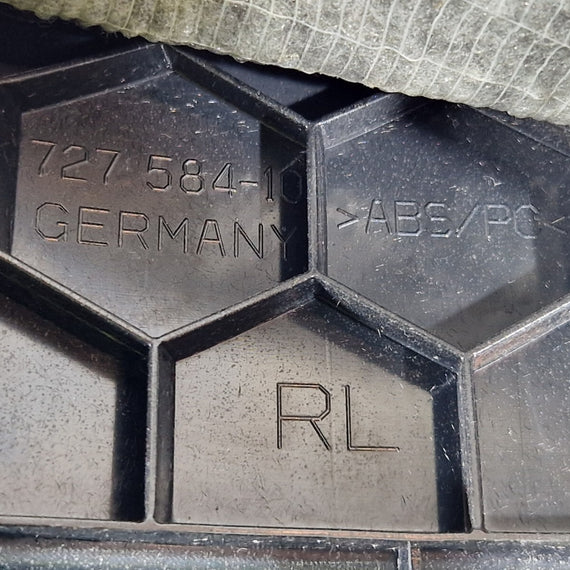 727 584-10
GERMANY
>ABS/PC<
RL